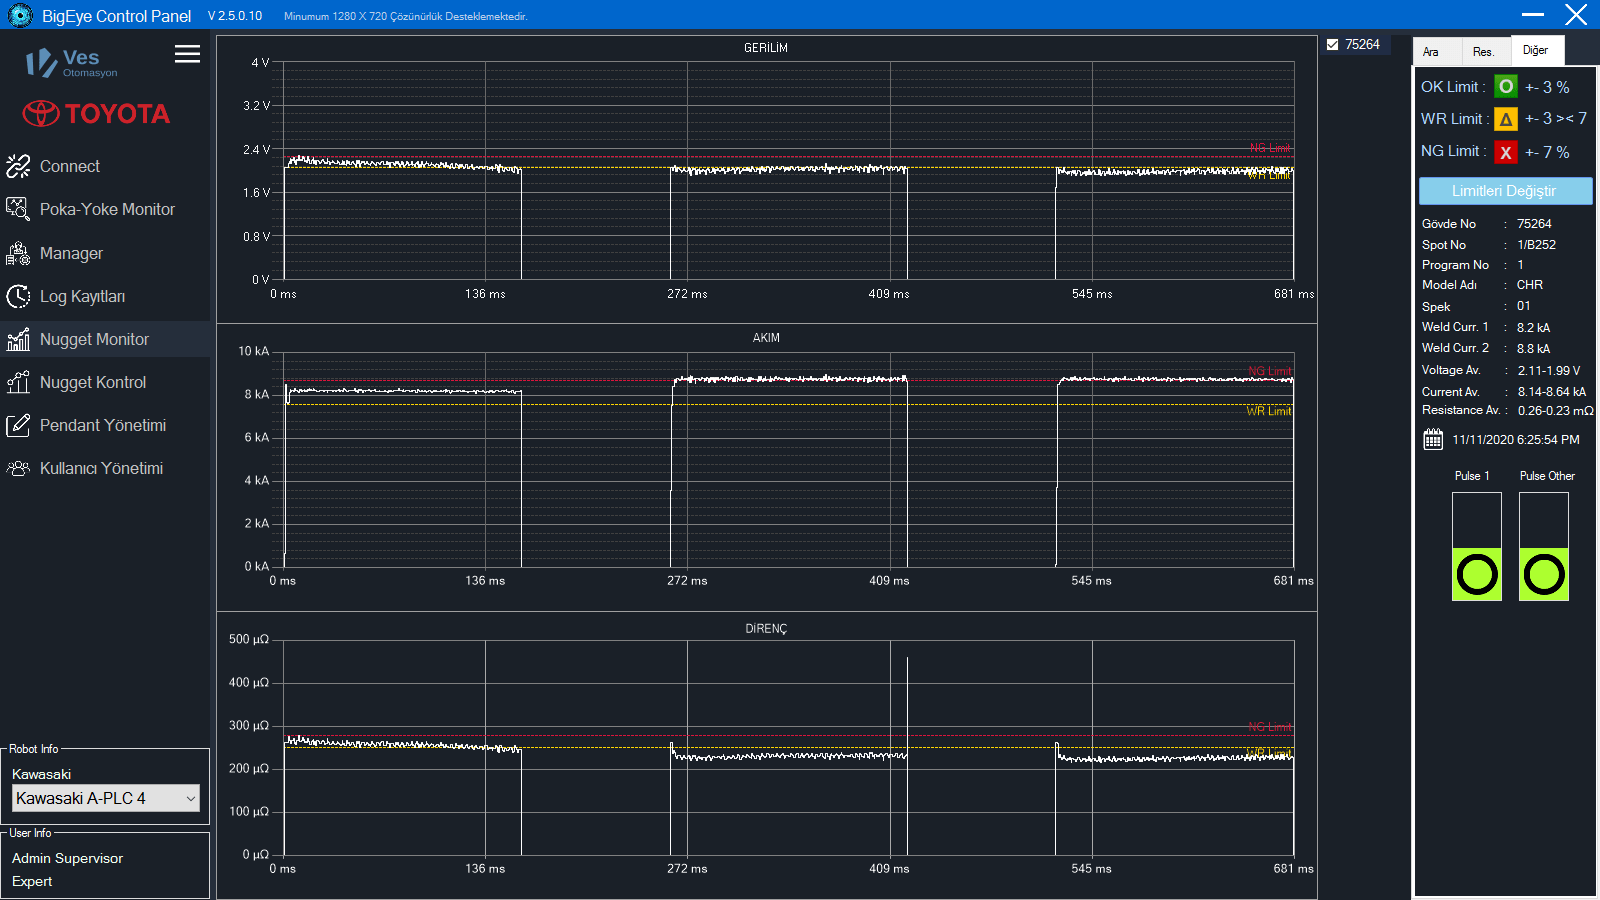 BigEye Control Panel V 2.5.0.10 Minumum 1280 X 720 Çözünürlük Desteklemektedir.
Ves
Otomasyon
TOYOTA
Connect
Poka-Yoke Monitor
Manager
Log Kayıtları
Nugget Monitor
Nugget Kontrol
Pendant Yönetimi
Kullanıcı Yönetimi
Robot Info
Kawasaki
Kawasaki A-PLC 4
User Info
Admin Supervisor
Expert
GERİLİM
4 V
3.2 V
2.4 V
1.6 V
0.8 V
0 V
NG Limit
WR Limit
0 ms 136 ms 272 ms 409 ms 545 ms 681 ms
AKIM
10 kA
8 kA
6 kA
4 kA
2 kA
0 kA
NG Limit
WR Limit
0 ms 136 ms 272 ms 409 ms 545 ms 681 ms
DİRENÇ
500 µΩ
400 µΩ
300 µΩ
200 µΩ
100 µΩ
0 µΩ
NG Limit
WR Limit
0 ms 136 ms 272 ms 409 ms 545 ms 681 ms
75264
Ara Res. Diğer
OK Limit : O +- 3 %
WR Limit : Δ +- 3 >< 7
NG Limit : X +- 7 %
Limitleri Değiştir
Gövde No : 75264
Spot No : 1/B252
Program No : 1
Model Adı : CHR
Spek : 01
Weld Curr. 1 : 8.2 kA
Weld Curr. 2 : 8.8 kA
Voltage Av. : 2.11-1.99 V
Current Av. : 8.14-8.64 kA
Resistance Av. : 0.26-0.23 mΩ
11/11/2020 6:25:54 PM
Pulse 1 Pulse Other